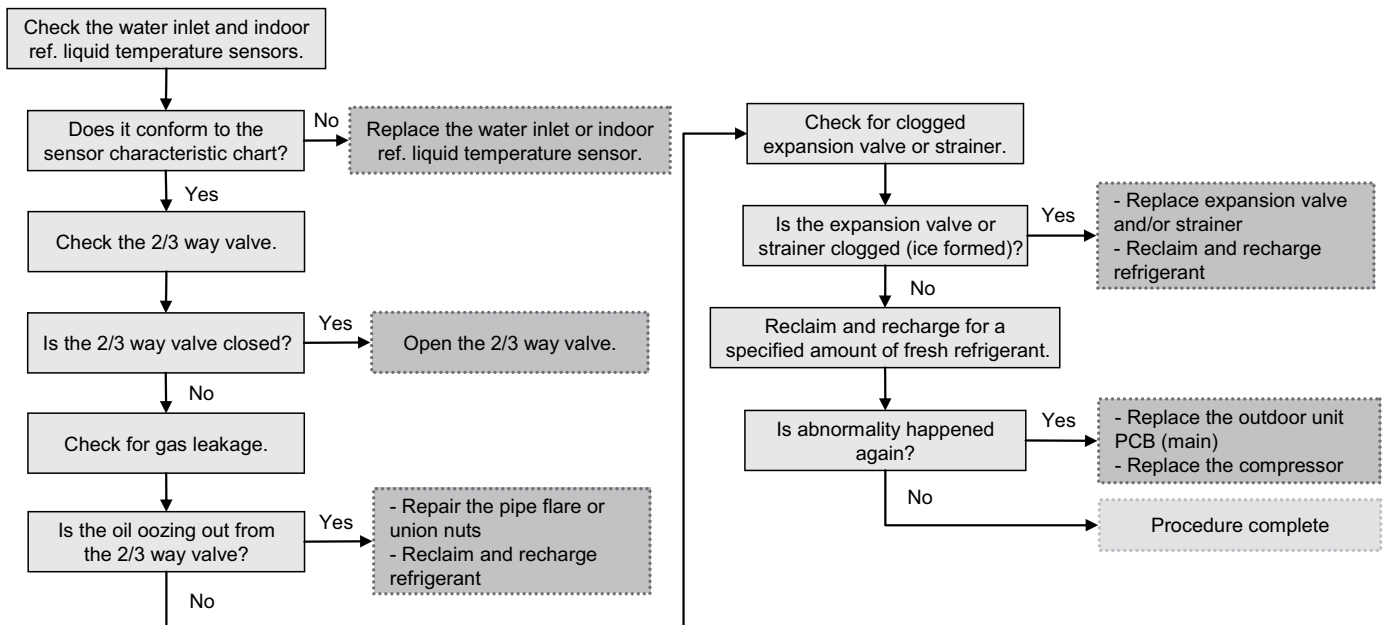 Check the water inlet and indoor
ref. liquid temperature sensors.
Does it conform to the
sensor characteristic chart?
No
Replace the water inlet or indoor
ref. liquid temperature sensor.
Yes
Check the 2/3 way valve.
Is the 2/3 way valve closed?
Yes
Open the 2/3 way valve.
No
Check for gas leakage.
Is the oil oozing out from
the 2/3 way valve?
Yes
- Repair the pipe flare or
union nuts
- Reclaim and recharge
refrigerant
No
Check for clogged
expansion valve or strainer.
Is the expansion valve or
strainer clogged (ice formed)?
Yes
- Replace expansion valve
and/or strainer
- Reclaim and recharge
refrigerant
No
Reclaim and recharge for a
specified amount of fresh refrigerant.
Is abnormality happened
again?
Yes
- Replace the outdoor unit
PCB (main)
- Replace the compressor
No
Procedure complete